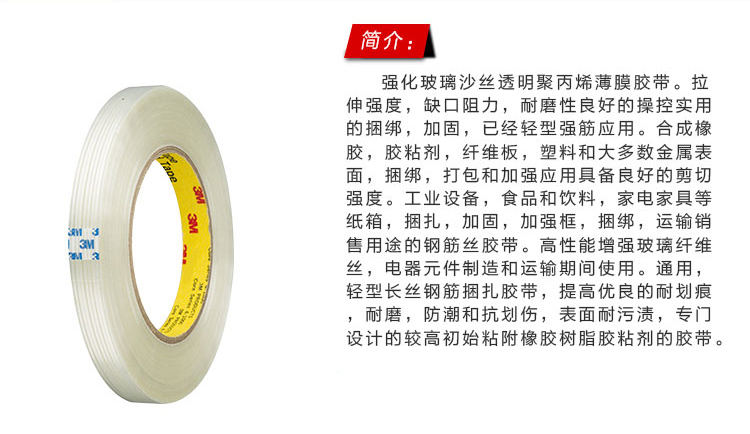 简介：
强化玻璃沙丝透明聚丙烯薄膜胶带。拉
伸强度，缺口阻力，耐磨性良好的操控实用
的捆绑，加固，已经轻型强筋应用。合成橡
胶，胶粘剂，纤维板，塑料和大多数金属表
面，捆绑，打包和加强应用具备良好的剪切
强度。工业设备，食品和饮料，家电家具等
纸箱，捆扎，加固，加强框，捆绑，运输销
售用途的钢筋丝胶带。高性能增强玻璃纤维
丝，电器元件制造和运输期间使用。通用，
轻型长丝钢筋捆扎胶带，提高优良的耐划痕
，耐磨，防潮和抗划伤，表面耐污渍，专门
设计的较高初始粘附橡胶树脂胶粘剂的胶带。
Tape
3M
3M
3M
3M